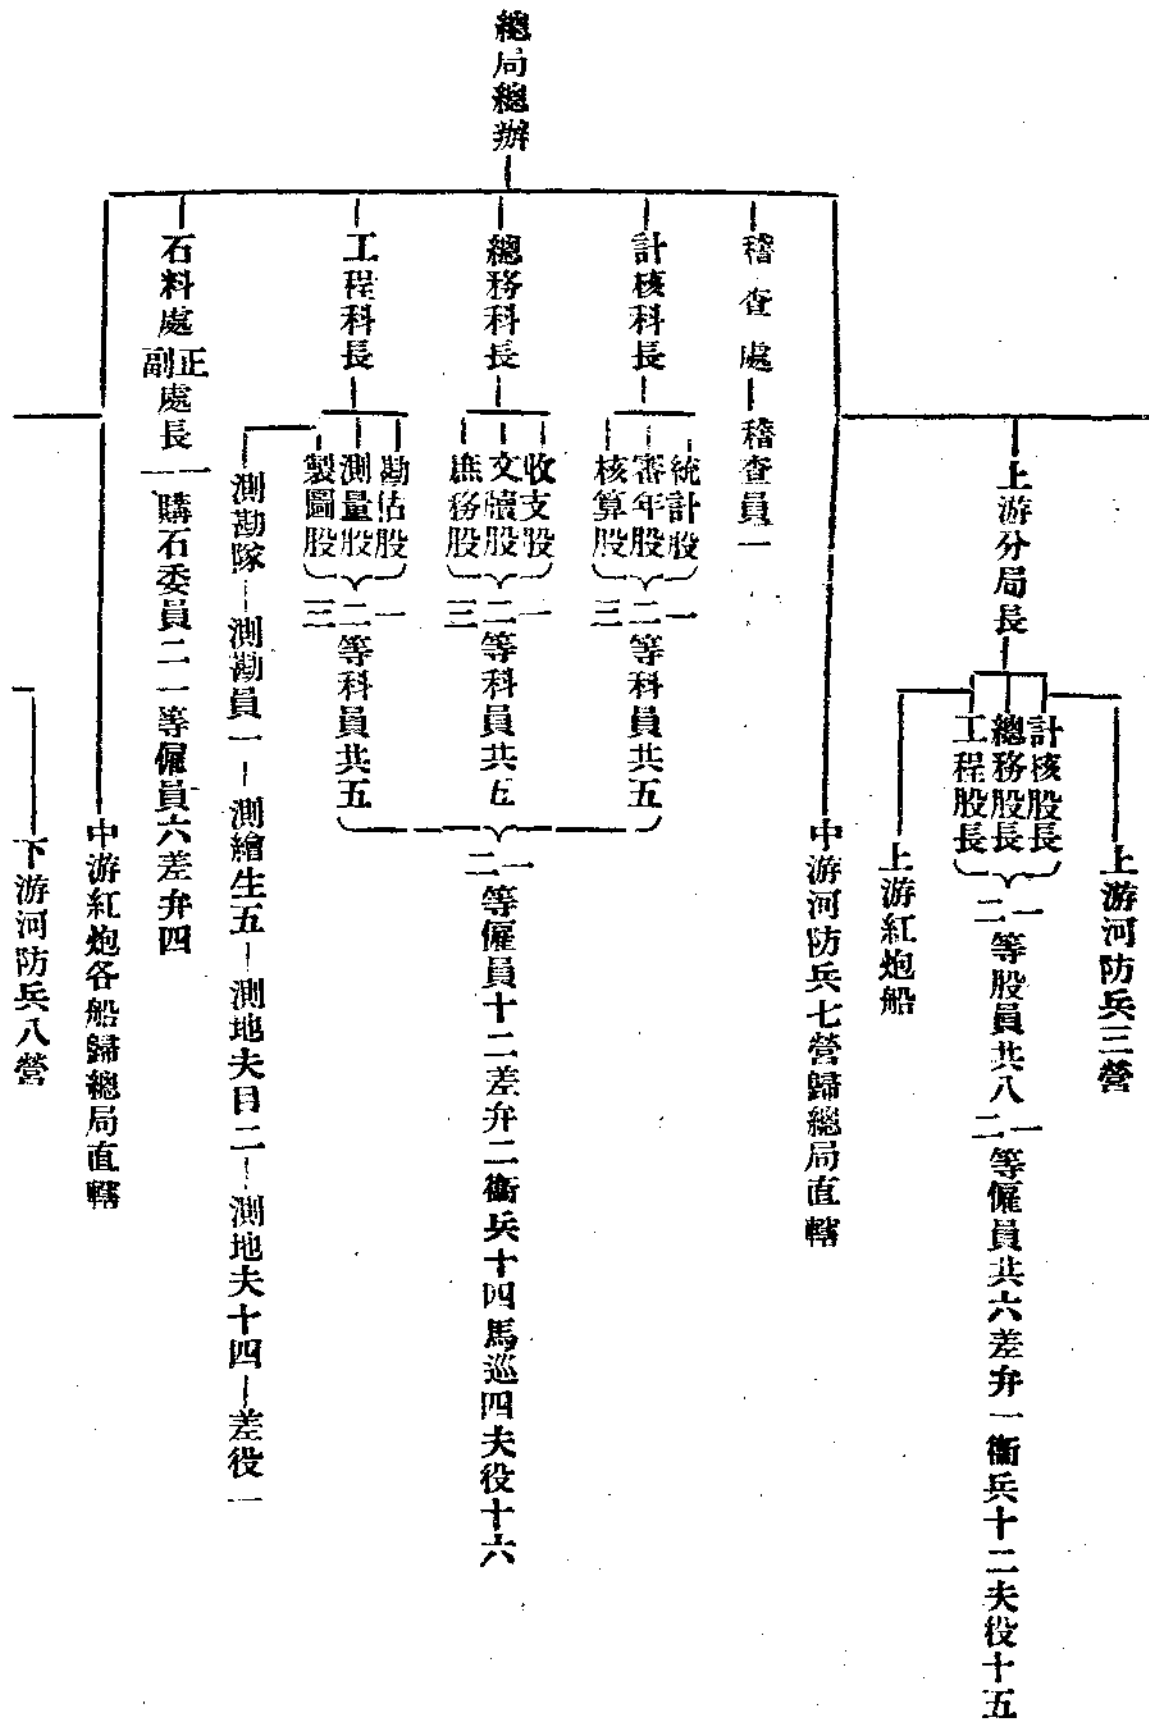 總局總辦
上游分局長
計核股長
總務股長
工程股長
一二等股員共八
一二等僱員共六差弁一衞兵十二夫役十五
上游河防兵三營
上游紅炮船
中游河防兵七營歸總局直轄
稽查處
稽查員一
計核科長
統計股
審年股
核算股
一二三等科員共五
總務科長
收支股
文牘股
庶務股
一二三等科員共五
工程科長
勘估股
測量股
製圖股
一二三等科員共五
一二等僱員十二差弁二衞兵十四馬巡四夫役十六
測勘隊
測勘員一
測繪生五
測地夫目二
測地夫十四
差役一
石料處正副處長一一
購石委員二一等僱員六差弁四
中游紅炮各船歸總局直轄
下游河防兵八營